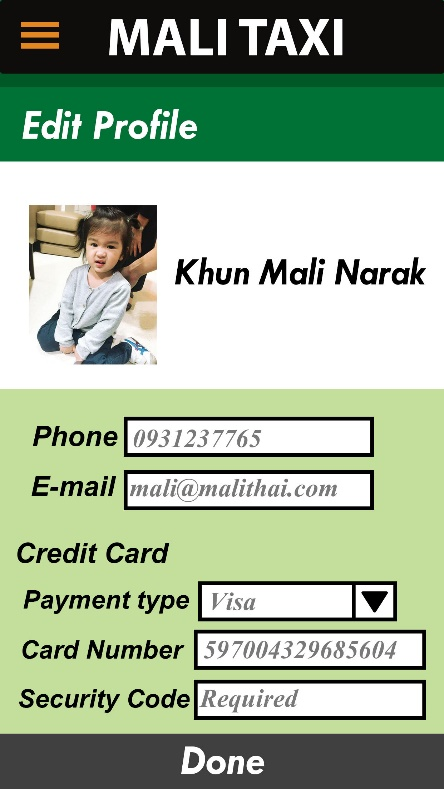 MALI TAXI
Edit Profile
Khun Mali Narak
Phone 0931237765
E-mail mali@malithai.com
Credit Card
Payment type Visa
Card Number 597004329685604
Security Code Required
Done